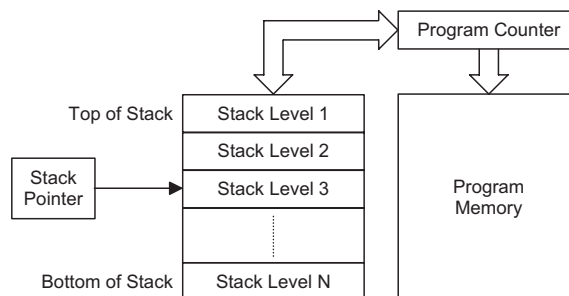 Program Counter
Top of Stack
Stack Level 1
Stack Level 2
Stack
Pointer
Stack Level 3
Program
Memory
Bottom of Stack
Stack Level N